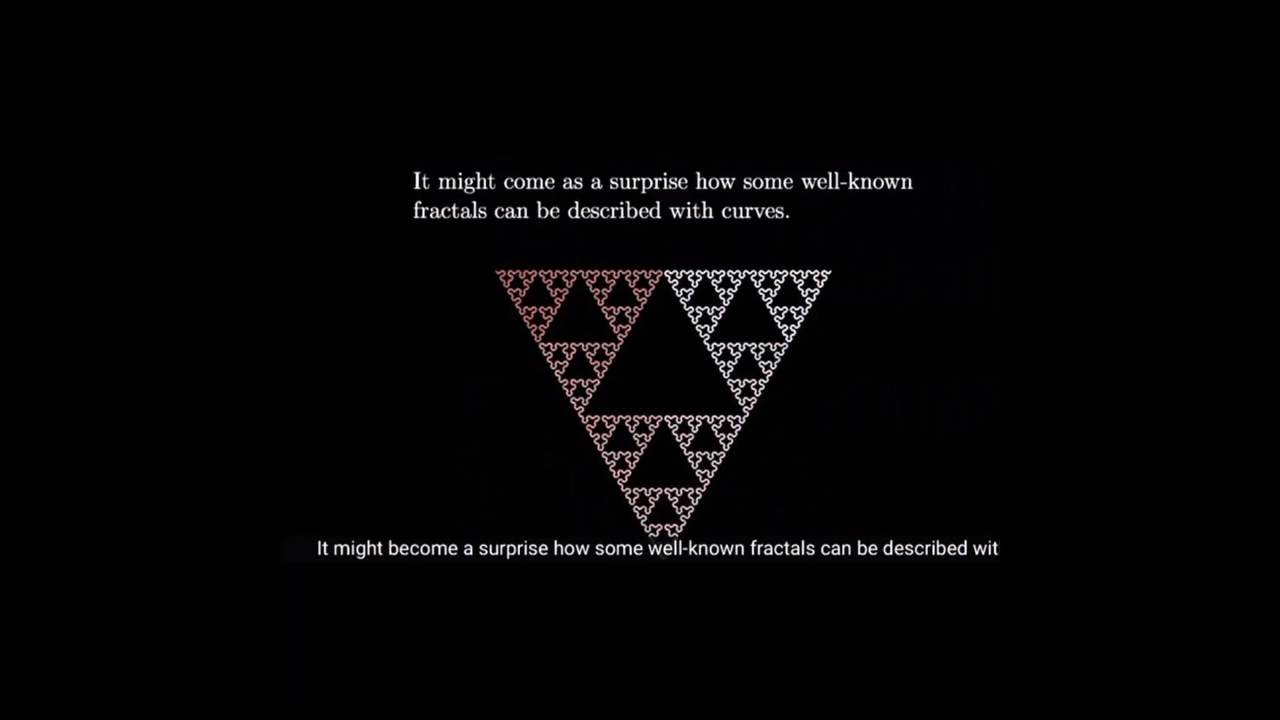 It might come as a surprise how some well-known
fractals can be described with curves.
It might become a surprise how some well-known fractals can be described wit